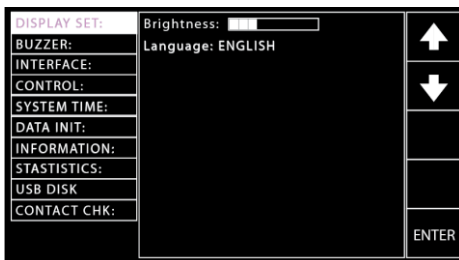 DISPLAY SET:
BUZZER:
INTERFACE:
CONTROL:
SYSTEM TIME:
DATA INIT:
INFORMATION:
STASTISTICS:
USB DISK
CONTACT CHK:
Brightness:
Language: ENGLISH
ENTER